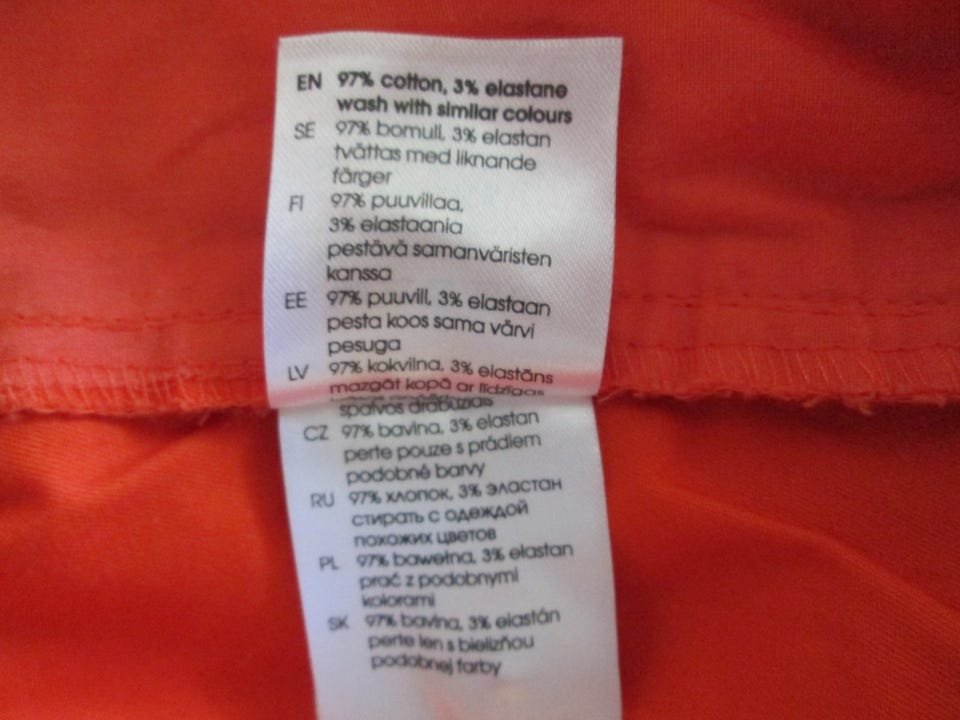 EN 97% cotton, 3% elastane
wash with similar colours
SE 97% bomull, 3% elastan
tvättas med liknande
färger
FI 97% puuvillaa,
3% elastaania
pestävä samanväristen
kanssa
EE 97% puuvill, 3% elastaan
pesta koos sama värvi
pesuga
LV 97% kokvilna, 3% elastāns
mazgāt kopā ar līdzīgas
spalvos drabužiais
CZ 97% bavlna, 3% elastan
perte pouze s prádlem
podobné barvy
RU 97% хлопок, 3% эластан
стирать с одеждой
похожих цветов
PL 97% bawełna, 3% elastan
prać z podobnymi
kolorami
SK 97% bavlna, 3% elastán
perte len s bielizňou
podobnej farby